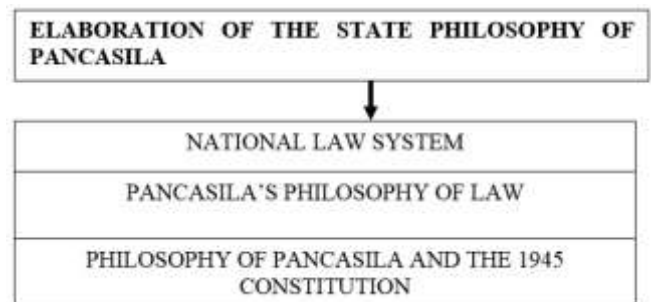 ELABORATION OF THE STATE PHILOSOPHY OF
PANCASILA
NATIONAL LAW SYSTEM
PANCASILA'S PHILOSOPHY OF LAW
PHILOSOPHY OF PANCASILA AND THE 1945
CONSTITUTION